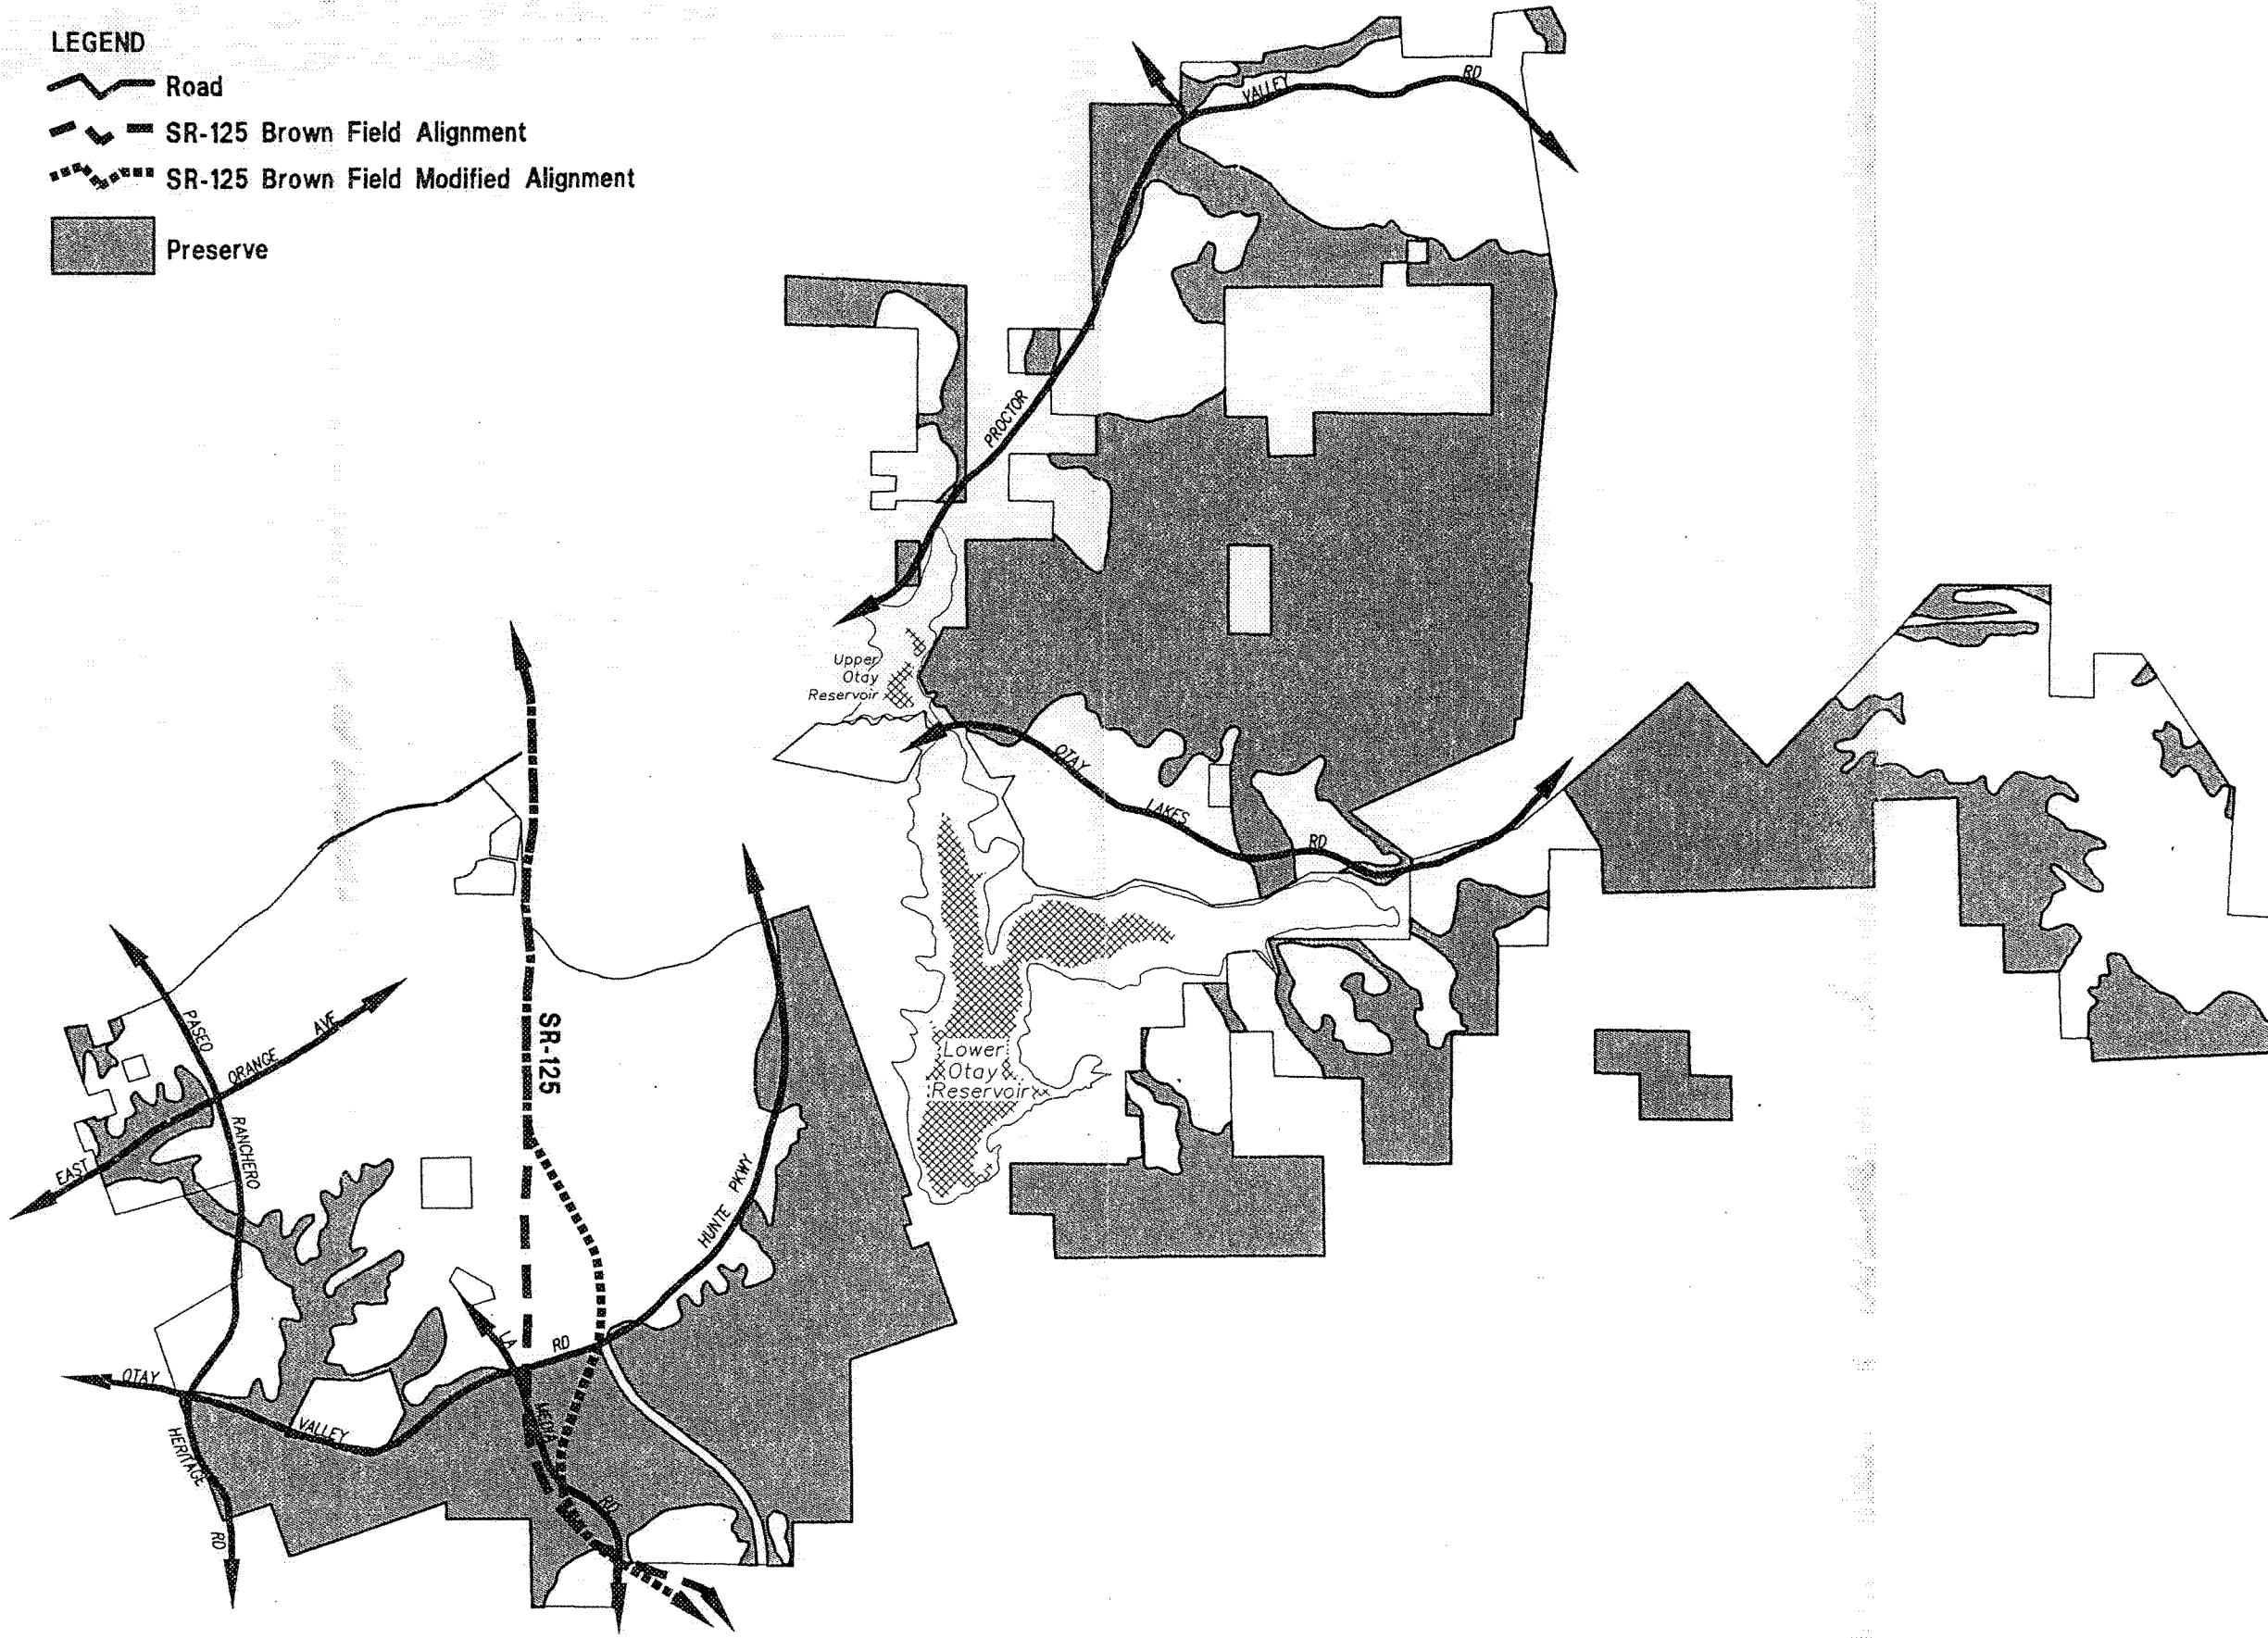 LEGEND
Road
SR-125 Brown Field Alignment
SR-125 Brown Field Modified Alignment
Preserve
VALLEY
RD
PROCTOR
Upper
Otay
Reservoir
OTAY
LAKES
RD
SR-125
PASEO
RANCHERO
EAST
ORANGE
AVE
Lower
Otay
Reservoir
HUNTE
PKWY
LA
MEDIA
RD
OTAY
VALLEY
RD
HERITAGE
RD